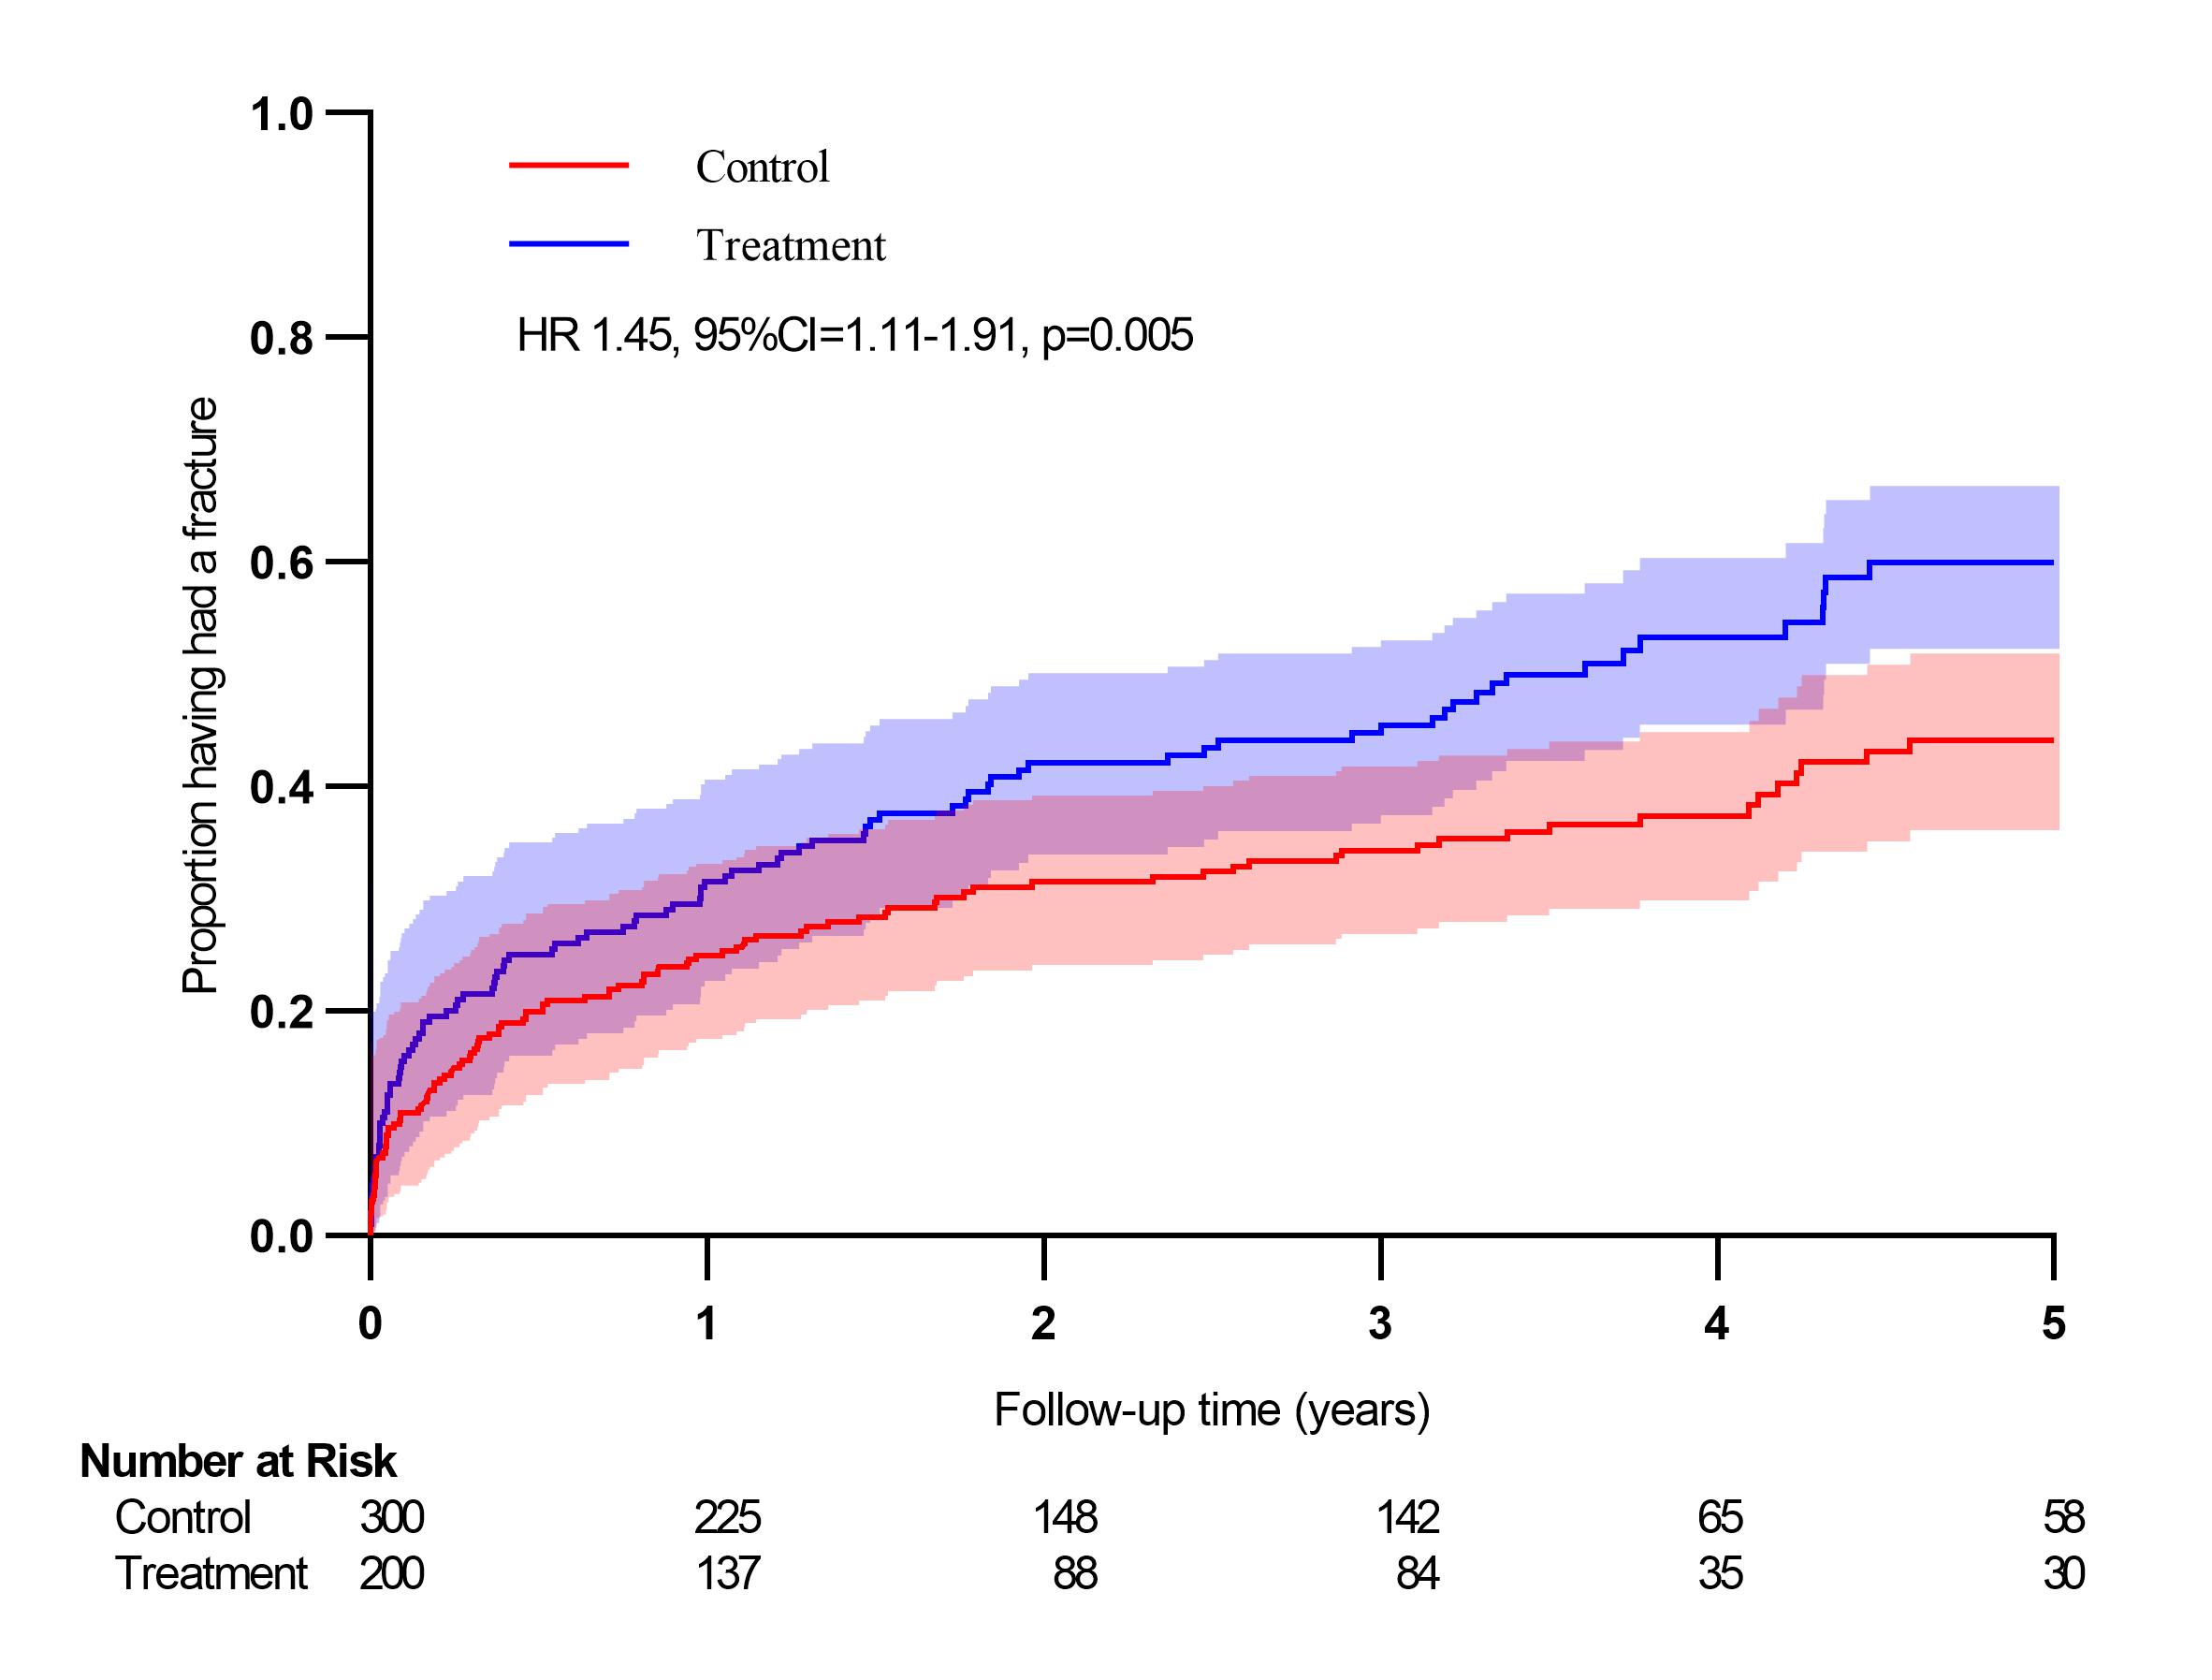 1.0
Control
Treatment
HR 1.45, 95%CI=1.11-1.91, p=0.005
0.8
Proportion having had a fracture
0.6
0.4
0.2
0.0
0 1 2 3 4 5
Follow-up time (years)
Number at Risk
Control 300 225 148 142 65 58
Treatment 200 137 88 84 35 30